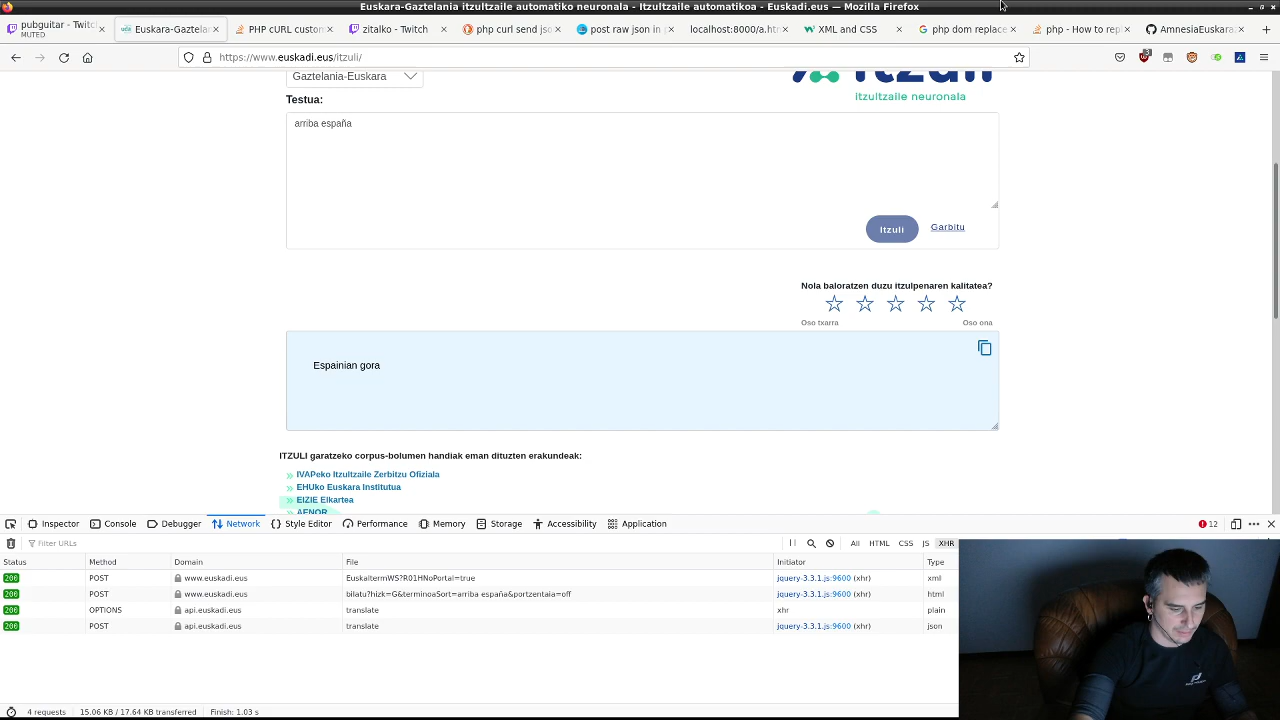 Euskara-Gaztelania itzultzaile automatiko neuronala - Itzultzaile automatikoa - Euskadi.eus — Mozilla Firefox
pubguitar - Twitch
MUTED
Euskara-Gaztela
PHP cURL custom
zitalko - Twitch
php curl send jso
post raw json in p
localhost:8000/a.ht
XML and CSS
php dom replace
php - How to repl
AmnesiaEuskara
https://www.euskadi.eus/itzuli/
Gaztelania-Euskara
itzuli
itzultzaile neuronala
Testua:
arriba españa
Itzuli
Garbitu
Nola baloratzen duzu itzulpenaren kalitatea?
Oso txarra
Oso ona
Espainian gora
ITZULI garatzeko corpus-bolumen handiak eman dituzten erakundeak:
» IVAPeko Itzultzaile Zerbitzu Ofiziala
» EHUko Euskara Institutua
» EIZIE Elkartea
» AENOR
Inspector Console Debugger Network Style Editor Performance Memory Storage Accessibility Application 12
Filter URLs
All HTML CSS JS XHR
Status Method Domain File Initiator Type
200 POST www.euskadi.eus EuskaltermWS?R01HNoPortal=true jquery-3.3.1.js:9600 (xhr) xml
200 POST www.euskadi.eus bilatu?hizk=G&terminoaSort=arriba españa&portzentaia=off jquery-3.3.1.js:9600 (xhr) html
200 OPTIONS api.euskadi.eus translate xhr plain
200 POST api.euskadi.eus translate jquery-3.3.1.js:9600 (xhr) json
4 requests 15.06 KB / 17.64 KB transferred Finish: 1.03 s